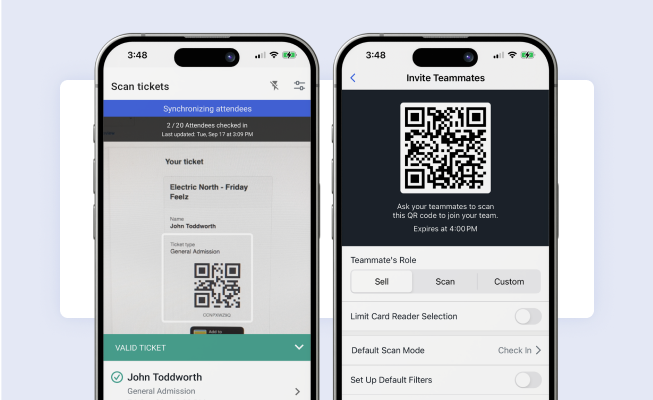 3:48
Scan tickets
Synchronizing attendees
2 / 20 Attendees checked in
Last updated: Tue, Sep 17 at 3:09 PM
Your ticket
Electric North - Friday
Feelz
Name
John Toddworth
Ticket type
General Admission
Add to
VALID TICKET
John Toddworth
General Admission
3:48
Invite Teammates
Ask your teammates to scan
this QR code to join your team.
Expires at 4:00 PM
Teammate's Role
Sell
Scan
Custom
Limit Card Reader Selection
Default Scan Mode
Check In
Set Up Default Filters